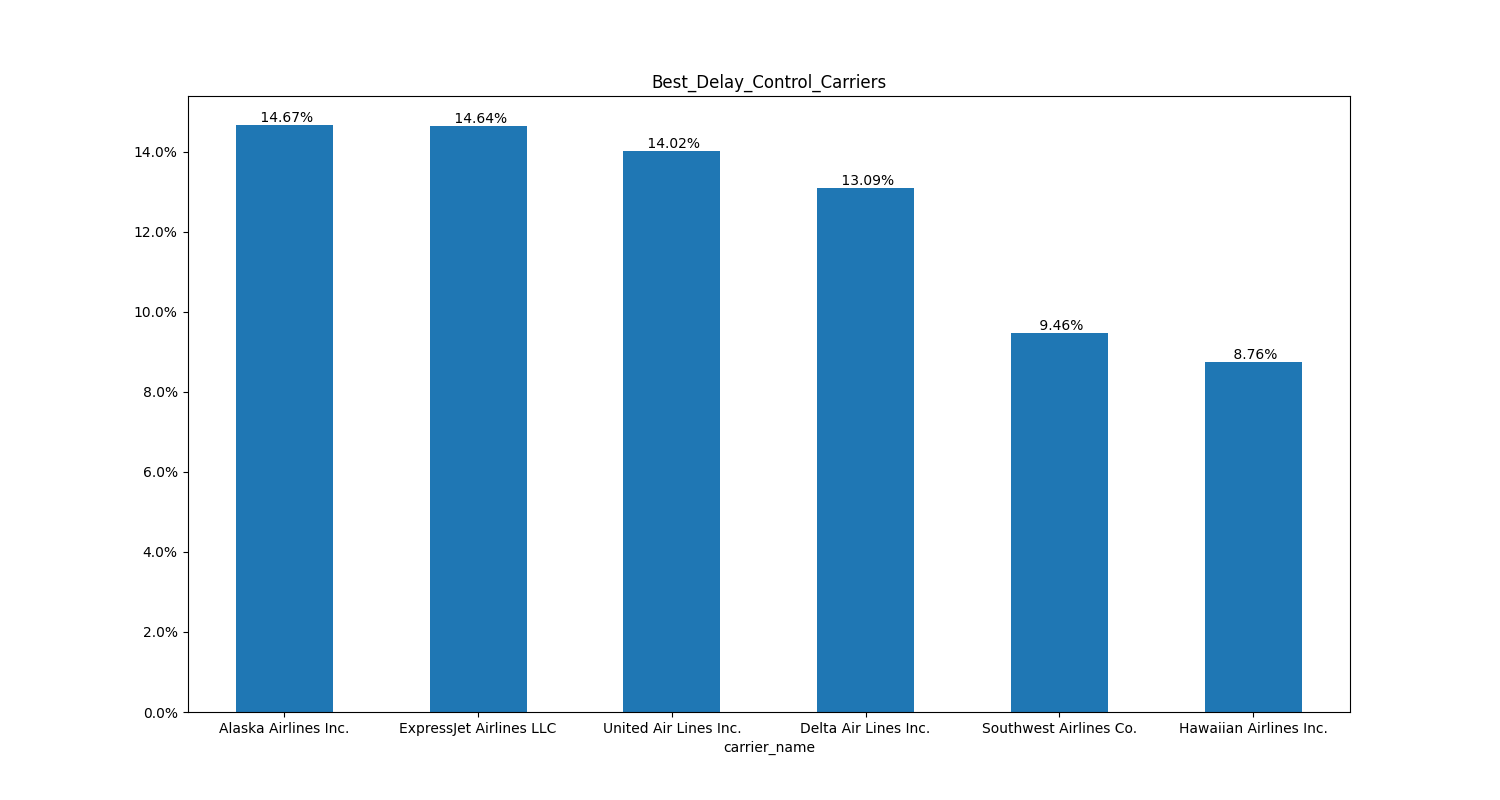 Best_Delay_Control_Carriers
14.67%
14.64%
14.02%
13.09%
9.46%
8.76%
14.0%
12.0%
10.0%
8.0%
6.0%
4.0%
2.0%
0.0%
Alaska Airlines Inc.
ExpressJet Airlines LLC
United Air Lines Inc.
Delta Air Lines Inc.
Southwest Airlines Co.
Hawaiian Airlines Inc.
carrier_name